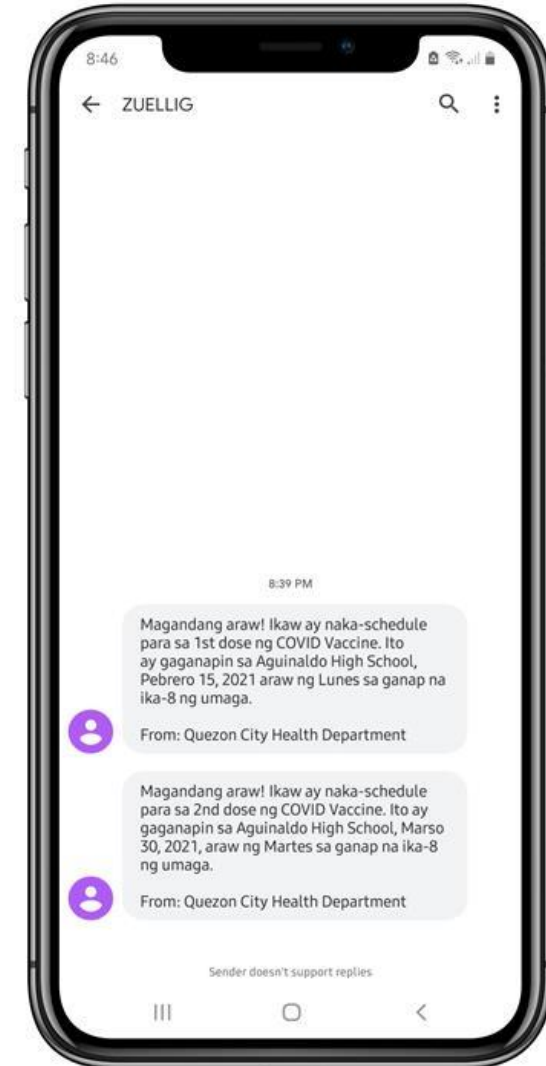 8:46
ZUELLIG
8:39 PM
Magandang araw! Ikaw ay naka-schedule
para sa 1st dose ng COVID Vaccine. Ito
ay gaganapin sa Aguinaldo High School,
Pebrero 15, 2021 araw ng Lunes sa ganap na
ika-8 ng umaga.
From: Quezon City Health Department
Magandang araw! Ikaw ay naka-schedule
para sa 2nd dose ng COVID Vaccine. Ito ay
gaganapin sa Aguinaldo High School, Marso
30, 2021, araw ng Martes sa ganap na ika-8
ng umaga.
From: Quezon City Health Department
Sender doesn't support replies